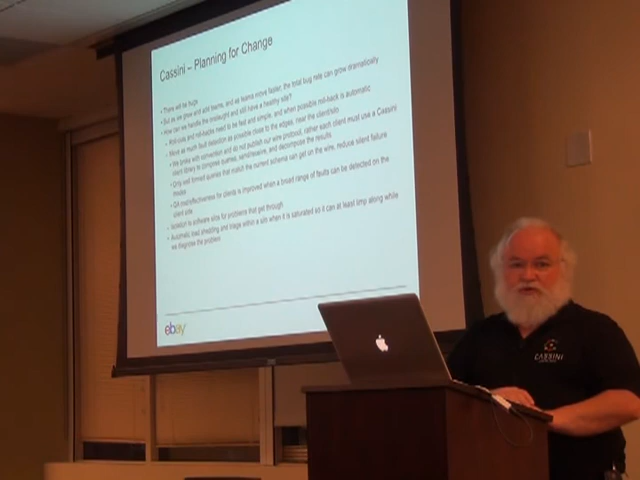 Cassini – Planning for Change
• There will be bugs
• But as we grow and add teams, and as teams move faster, the total bug rate can grow dramatically
• How can we handle the onslaught and still have a healthy site?
– Roll-outs and roll-backs need to be fast and simple, and when possible roll-back is automatic
– Move as much fault detection as possible close to the edges, near the client/site
• We broke with convention and do not publish our wire protocol, rather each client must use a Cassini
client library to compose queries, send/receive, and decompose the results.
• Only well formed queries that match the current schema can get on the wire, reduce silent failure
modes
• QA cost/effectiveness for clients is improved when a broad range of faults can be detected on the
client side
– Isolation to software silos for problems that get through
– Automatic load shedding and triage within a silo when it is saturated so it can at least limp along while
we diagnose the problem
ebay
CASSINI